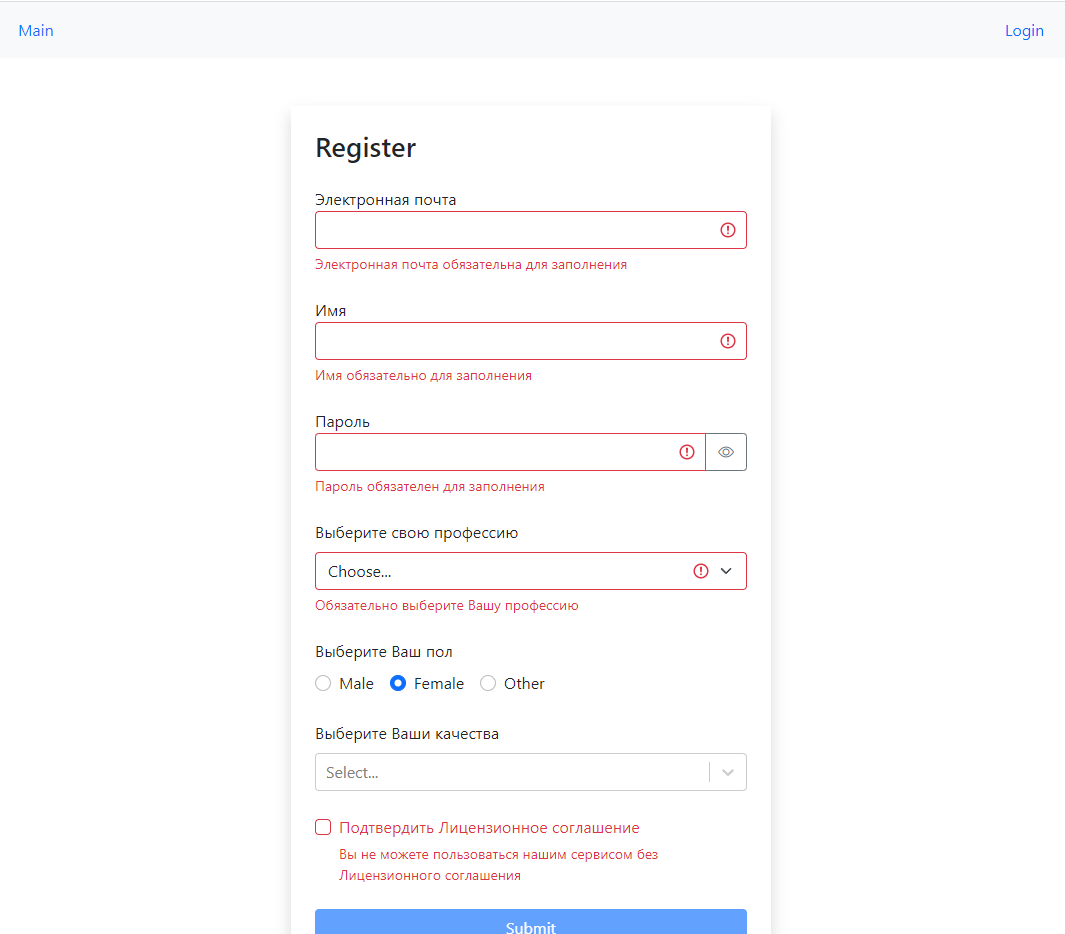 Main
Login
Register
Электронная почта
Электронная почта обязательна для заполнения
Имя
Имя обязательно для заполнения
Пароль
Пароль обязателен для заполнения
Выберите свою профессию
Choose...
Обязательно выберите Вашу профессию
Выберите Ваш пол
Male Female Other
Выберите Ваши качества
Select...
Подтвердить Лицензионное соглашение
Вы не можете пользоваться нашим сервисом без
Лицензионного соглашения
Submit